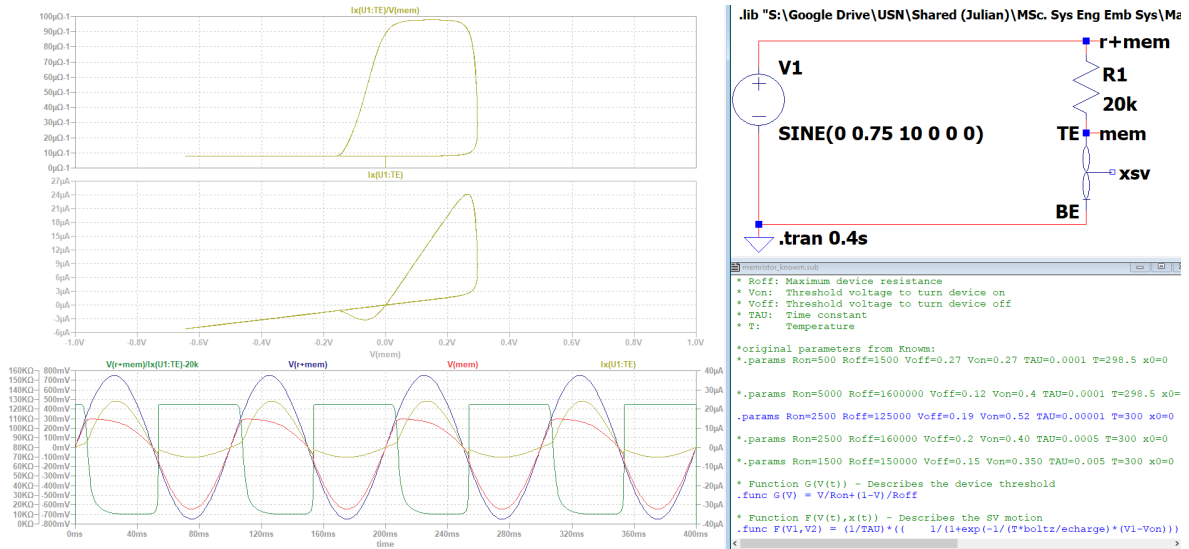 Ix(U1:TE)/V(mem)
100µΩ-1
90µΩ-1
80µΩ-1
70µΩ-1
60µΩ-1
50µΩ-1
40µΩ-1
30µΩ-1
20µΩ-1
10µΩ-1
0µΩ-1
Ix(U1:TE)
27µA
24µA
21µA
18µA
15µA
12µA
9µA
6µA
3µA
0µA
-3µA
-6µA
-1.0V -0.8V -0.6V -0.4V -0.2V 0.0V 0.2V 0.4V 0.6V 0.8V 1.0V
V(mem)
V(r+mem)/Ix(U1:TE)-20k V(r+mem) V(mem) Ix(U1:TE)
160KΩ 800mV 40µA
150KΩ 700mV
140KΩ 600mV
130KΩ 500mV 30µA
120KΩ 400mV
110KΩ 300mV 20µA
100KΩ 200mV 10µA
90KΩ 100mV
80KΩ 0mV 0µA
70KΩ -100mV
60KΩ -200mV -10µA
50KΩ -300mV
40KΩ -400mV -20µA
30KΩ -500mV
20KΩ -600mV -30µA
10KΩ -700mV
0KΩ -800mV -40µA
0ms 40ms 80ms 120ms 160ms 200ms 240ms 280ms 320ms 360ms 400ms
time
.lib "S:\Google Drive\USN\Shared (Julian)\MSc. Sys Eng Emb Sys\Ma
r+mem
V1
R1
20k
SINE(0 0.75 10 0 0 0)
TE mem
xsv
BE
.tran 0.4s
memristor_knowm.sub
* Roff: Maximum device resistance
* Von: Threshold voltage to turn device on
* Voff: Threshold voltage to turn device off
* TAU: Time constant
* T: Temperature
*original parameters from Knowm:
*.params Ron=500 Roff=1500 Voff=0.27 Von=0.27 TAU=0.0001 T=298.5 x0=0
*.params Ron=5000 Roff=1600000 Voff=0.12 Von=0.4 TAU=0.0001 T=298.5 x0=
.params Ron=2500 Roff=125000 Voff=0.19 Von=0.52 TAU=0.00001 T=300 x0=0
*.params Ron=2500 Roff=160000 Voff=0.2 Von=0.40 TAU=0.0005 T=300 x0=0
*.params Ron=1500 Roff=150000 Voff=0.15 Von=0.350 TAU=0.005 T=300 x0=0
* Function G(V(t)) - Describes the device threshold
.func G(V) = V/Ron+(1-V)/Roff
* Function F(V(t),x(t)) - Describes the SV motion
.func F(V1,V2) = (1/TAU)*(( 1/(1+exp(-1/(T*boltz/echarge)*(V1-Von)))